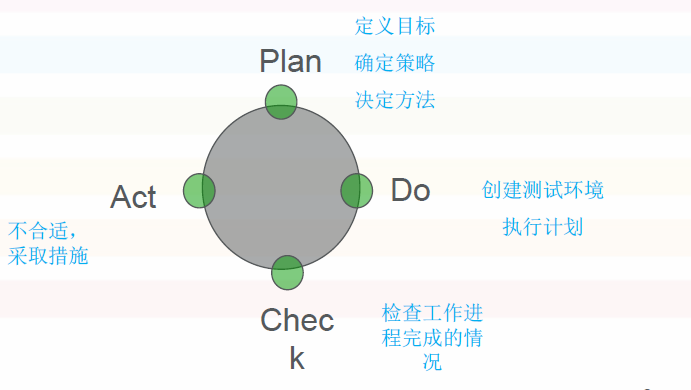 Plan
定义目标
确定策略
决定方法
Act
Do
创建测试环境
执行计划
不合适，
采取措施
Chec
k
检查工作进
程完成的情
况